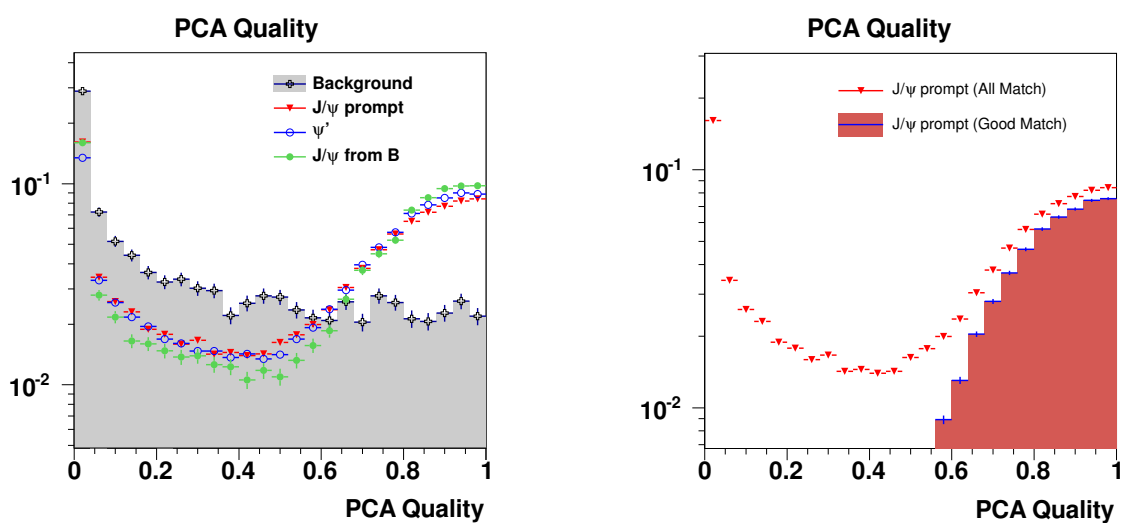 PCA Quality
Background
J/ψ prompt
ψ’
J/ψ from B
10⁻¹
10⁻²
0 0.2 0.4 0.6 0.8 1
PCA Quality
PCA Quality
J/ψ prompt (All Match)
J/ψ prompt (Good Match)
10⁻¹
10⁻²
0 0.2 0.4 0.6 0.8 1
PCA Quality